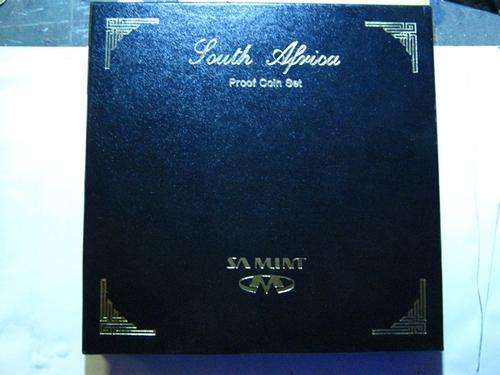 South Africa
Proof Coin Set
SA MINT